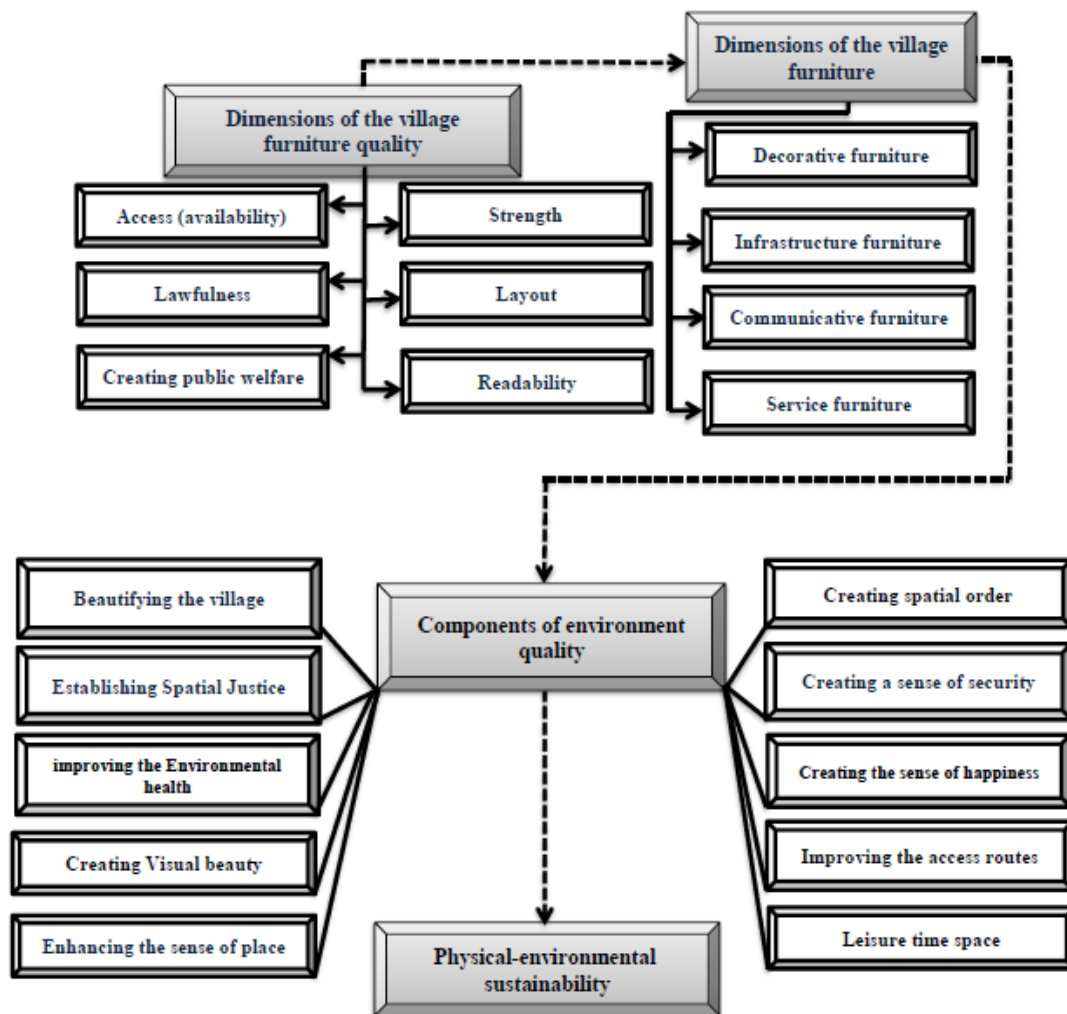 Dimensions of the village
furniture
Dimensions of the village
furniture quality
Decorative furniture
Access (availability)
Strength
Infrastructure furniture
Lawfulness
Layout
Communicative furniture
Creating public welfare
Readability
Service furniture
Beautifying the village
Components of environment
quality
Creating spatial order
Establishing Spatial Justice
Creating a sense of security
improving the Environmental
health
Creating the sense of happiness
Creating Visual beauty
Improving the access routes
Enhancing the sense of place
Physical-environmental
sustainability
Leisure time space